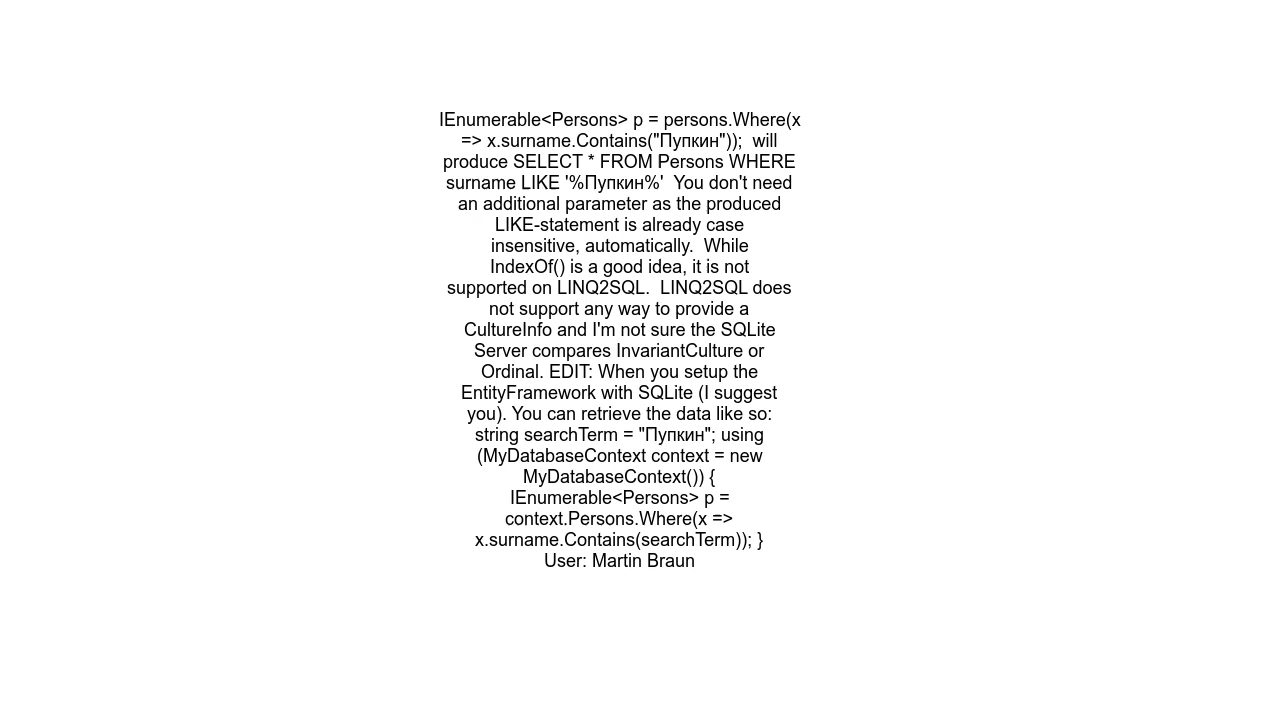 IEnumerable<Persons> p = persons.Where(x
=> x.surname.Contains("Пупкин"));  will
produce SELECT * FROM Persons WHERE
surname LIKE '%Пупкин%'  You don't need
an additional parameter as the produced
LIKE-statement is already case
insensitive, automatically.  While
IndexOf() is a good idea, it is not
supported on LINQ2SQL.  LINQ2SQL does
not support any way to provide a
CultureInfo and I'm not sure the SQLite
Server compares InvariantCulture or
Ordinal. EDIT: When you setup the
EntityFramework with SQLite (I suggest
you). You can retrieve the data like so:
string searchTerm = "Пупкин"; using
(MyDatabaseContext context = new
MyDatabaseContext()) {
IEnumerable<Persons> p =
context.Persons.Where(x =>
x.surname.Contains(searchTerm)); }
User: Martin Braun